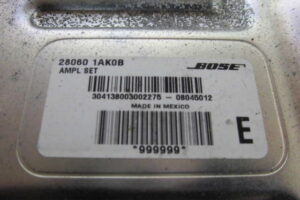 28060 1AK0B
BOSE
AMPL SET
304138003002275 - 08045012
MADE IN MEXICO
E
*999999*